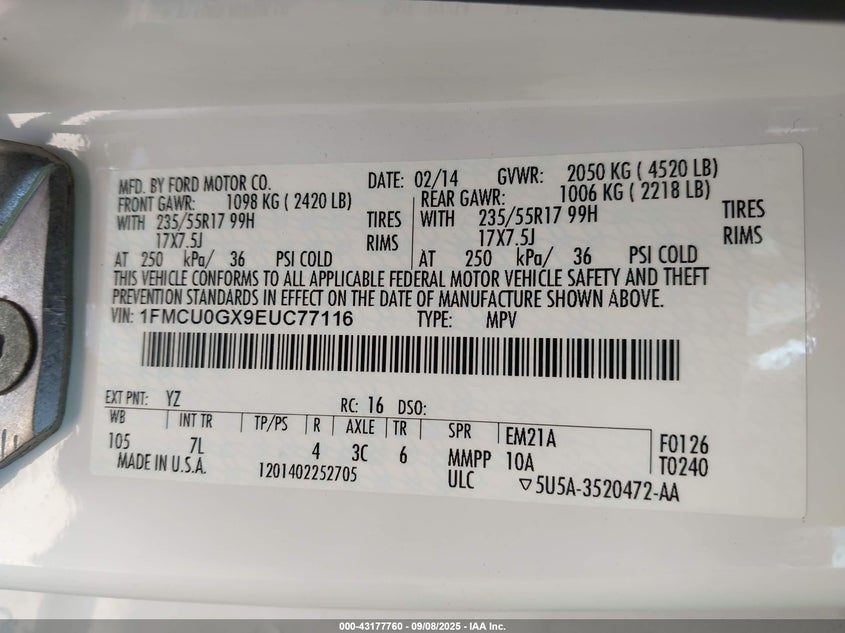 MFD. BY FORD MOTOR CO. DATE: 02/14 GVWR: 2050 KG ( 4520 LB)
FRONT GAWR: 1098 KG ( 2420 LB) REAR GAWR: 1006 KG ( 2218 LB)
WITH 235/55R17 99H TIRES WITH 235/55R17 99H TIRES
17X7.5J RIMS 17X7.5J RIMS
AT 250 kPa/ 36 PSI COLD AT 250 kPa/ 36 PSI COLD
THIS VEHICLE CONFORMS TO ALL APPLICABLE FEDERAL MOTOR VEHICLE SAFETY AND THEFT
PREVENTION STANDARDS IN EFFECT ON THE DATE OF MANUFACTURE SHOWN ABOVE.
VIN: 1FMCU0GX9EUC77116 TYPE: MPV
EXT PNT: YZ RC: 16 DSO:
WB INT TR TP/PS R AXLE TR SPR EM21A F0126
105 7L 4 3C 6 MMPP 10A T0240
MADE IN U.S.A. 1201402252705 ULC ▽5U5A-3520472-AA
000-43177760 - 09/08/2025 - IAA Inc.